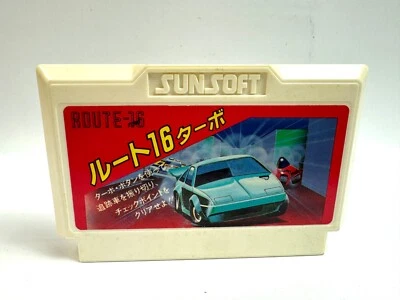 SUNSOFT
ROUTE-16
ルート16ターボ
ターボ・ボタンを使って
追跡車を振り切り、
チェックポイントを
クリアせよ!!